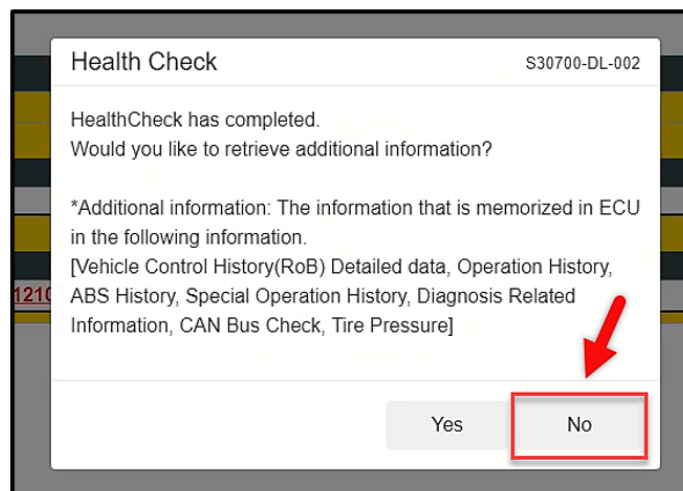 Health Check
S30700-DL-002
HealthCheck has completed.
Would you like to retrieve additional information?
*Additional information: The information that is memorized in ECU
in the following information.
[Vehicle Control History(RoB) Detailed data, Operation History,
ABS History, Special Operation History, Diagnosis Related
Information, CAN Bus Check, Tire Pressure]
1210
Yes
No